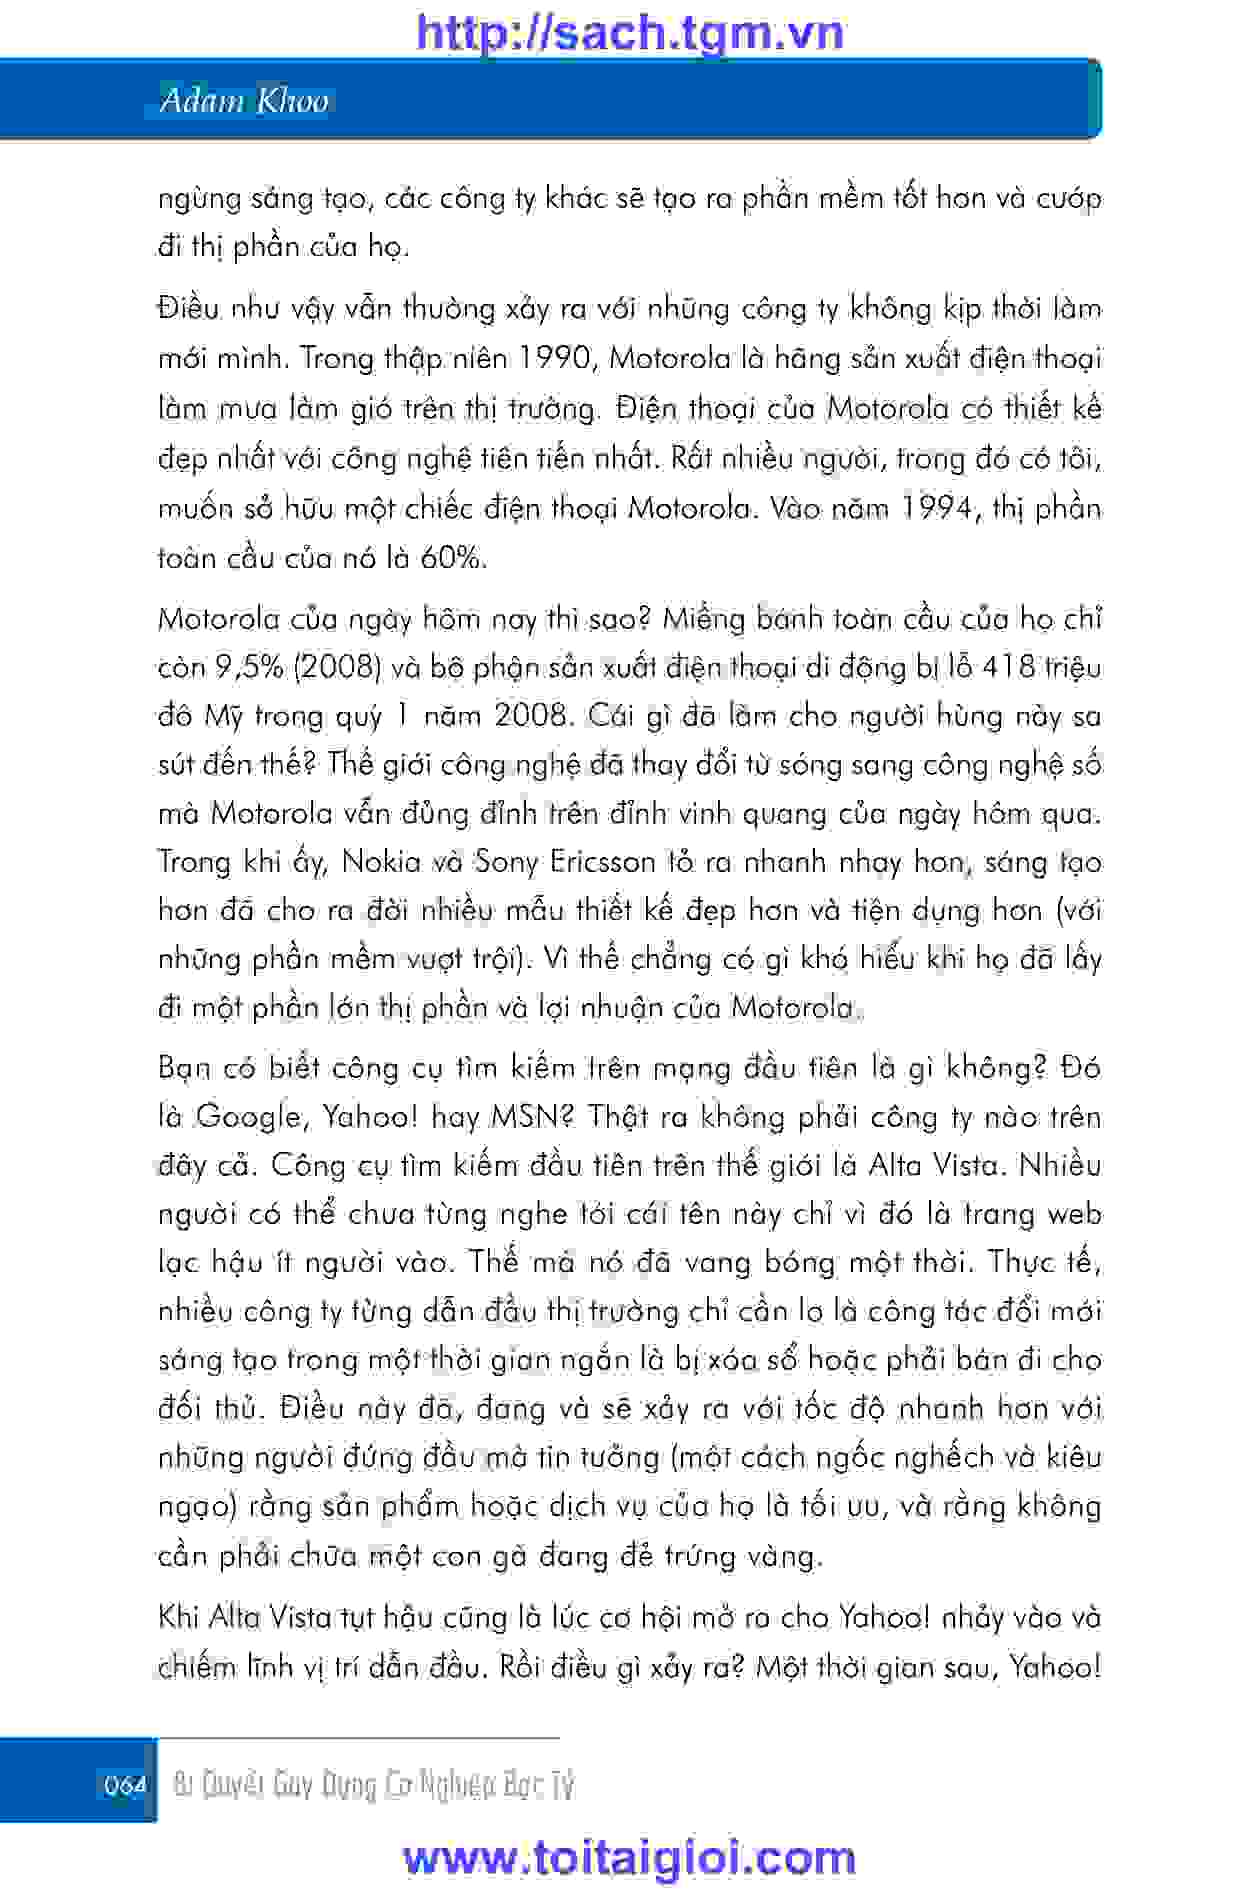 http://sach.tgm.vn
Adam Khoo
ngừng sáng tạo, các công ty khác sẽ tạo ra phần mềm tốt hơn và cướp
đi thị phần của họ.
Điều như vậy vẫn thường xảy ra với những công ty không kịp thời làm
mới mình. Trong thập niên 1990, Motorola là hãng sản xuất điện thoại
làm mưa làm gió trên thị trường. Điện thoại của Motorola có thiết kế
đẹp nhất với công nghệ tiên tiến nhất. Rất nhiều người, trong đó có tôi,
muốn sở hữu một chiếc điện thoại Motorola. Vào năm 1994, thị phần
toàn cầu của nó là 60%.
Motorola của ngày hôm nay thì sao? Miếng bánh toàn cầu của họ chỉ
còn 9,5% (2008) và bộ phận sản xuất điện thoại di động bị lỗ 418 triệu
đô Mỹ trong quý 1 năm 2008. Cái gì đã làm cho người hùng này sa
sút đến thế? Thế giới công nghệ đã thay đổi từ sóng sang công nghệ số
mà Motorola vẫn đủng đỉnh trên đỉnh vinh quang của ngày hôm qua.
Trong khi ấy, Nokia và Sony Ericsson tỏ ra nhanh nhạy hơn, sáng tạo
hơn đã cho ra đời nhiều mẫu thiết kế đẹp hơn và tiện dụng hơn (với
những phần mềm vượt trội). Vì thế chẳng có gì khó hiểu khi họ đã lấy
đi một phần lớn thị phần và lợi nhuận của Motorola.
Bạn có biết công cụ tìm kiếm trên mạng đầu tiên là gì không? Đó
là Google, Yahoo! hay MSN? Thật ra không phải công ty nào trên
đây cả. Công cụ tìm kiếm đầu tiên trên thế giới là Alta Vista. Nhiều
người có thể chưa từng nghe tới cái tên này chỉ vì đó là trang web
lạc hậu ít người vào. Thế mà nó đã vang bóng một thời. Thực tế,
nhiều công ty từng dẫn đầu thị trường chỉ cần lơ là công tác đổi mới
sáng tạo trong một thời gian ngắn là bị xóa sổ hoặc phải bán đi cho
đối thủ. Điều này đã, đang và sẽ xảy ra với tốc độ nhanh hơn với
những người đứng đầu mà tin tưởng (một cách ngốc nghếch và kiêu
ngạo) rằng sản phẩm hoặc dịch vụ của họ là tối ưu, và rằng không
cần phải chữa một con gà đang đẻ trứng vàng.
Khi Alta Vista tụt hậu cũng là lúc cơ hội mở ra cho Yahoo! nhảy vào và
chiếm lĩnh vị trí dẫn đầu. Rồi điều gì xảy ra? Một thời gian sau, Yahoo!
064 Bí Quyết Gây Dựng Cơ Nghiệp Bạc Tỷ
www.toitaigioi.com